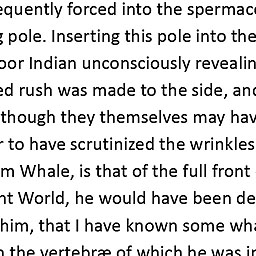 equently forced into the spermac
pole. Inserting this pole into the
oor Indian unconsciously revealin
ed rush was made to the side, and
though they themselves may hav
to have scrutinized the wrinkles
m Whale, is that of the full front
nt World, he would have been de
him, that I have known some wha
the vertebræ of which he was in